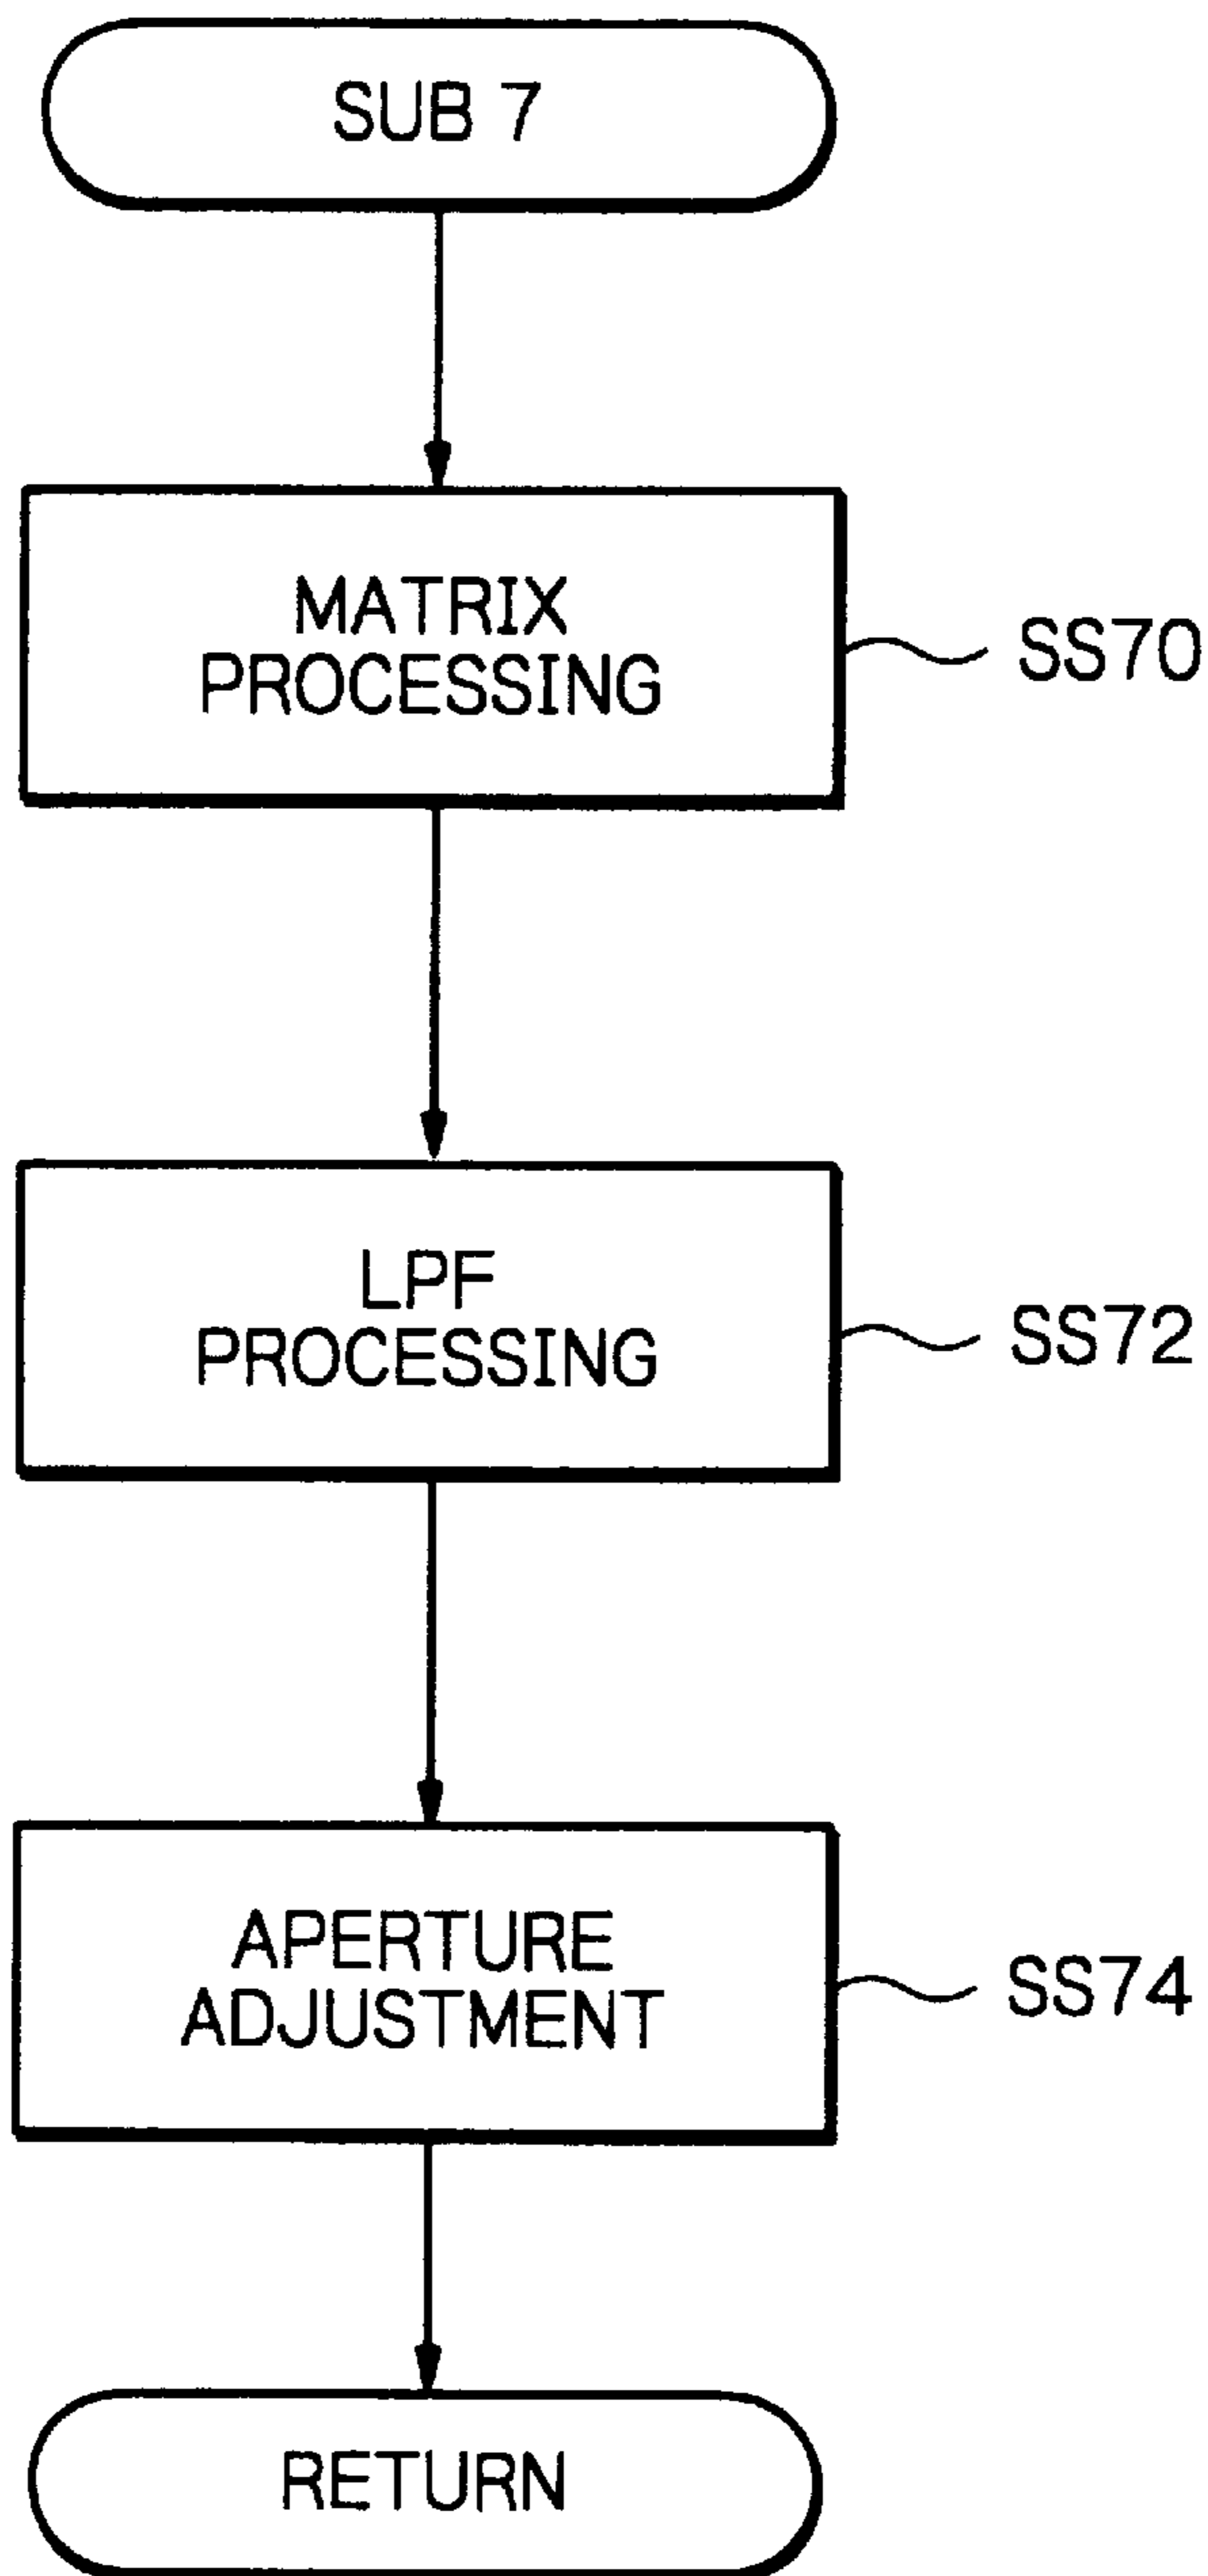 SUB 7
MATRIX
PROCESSING
SS70
LPF
PROCESSING
SS72
APERTURE
ADJUSTMENT
SS74
RETURN